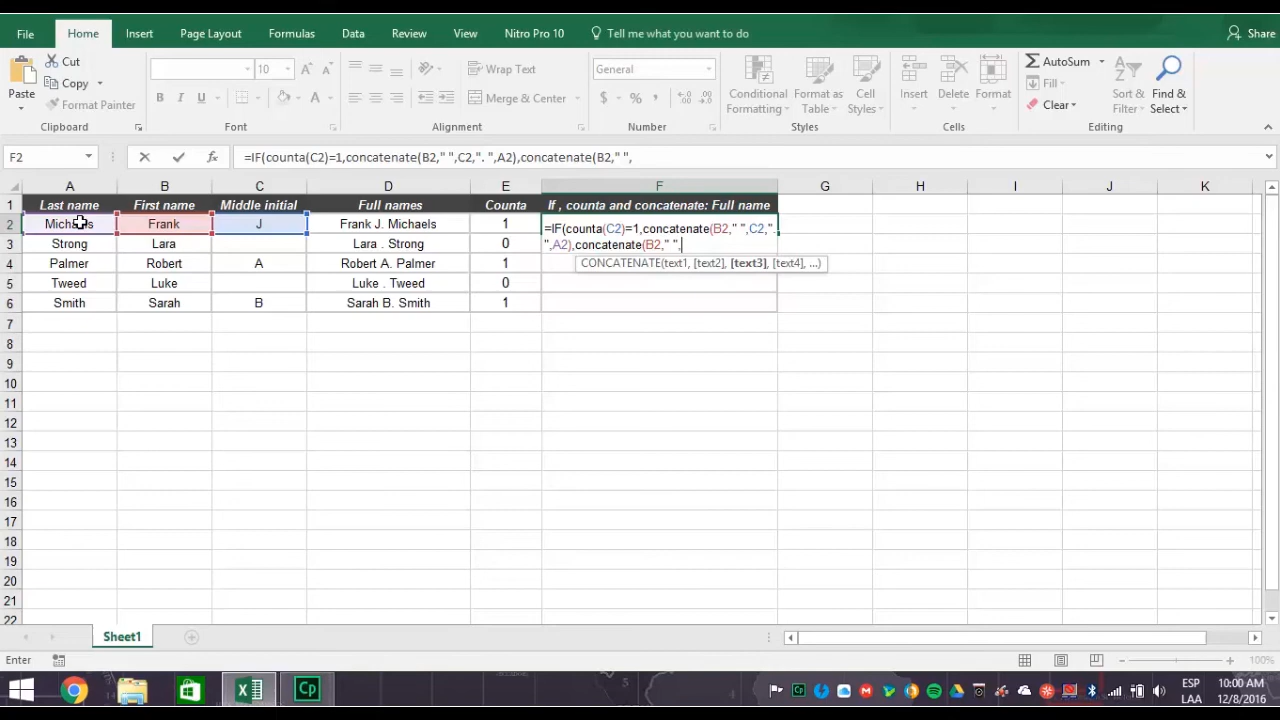 File Home Insert Page Layout Formulas Data Review View Nitro Pro 10 Tell me what you want to do Share
Paste Cut Copy Format Painter
10 A A
B I U A
Wrap Text
Merge & Center
General
$ % ,
Conditional Formatting Format as Table Cell Styles
Insert Delete Format
AutoSum Fill Clear
Sort & Filter Find & Select
Clipboard Font Alignment Number Styles Cells Editing
F2 fx =IF(counta(C2)=1,concatenate(B2," ",C2,". ",A2),concatenate(B2," ",
A B C D E F G H I J K
1 Last name First name Middle initial Full names Counta If , counta and concatenate: Full name
2 Michaels Frank J Frank J. Michaels 1 =IF(counta(C2)=1,concatenate(B2," ",C2,".
",A2),concatenate(B2," ",
3 Strong Lara Lara . Strong 0
4 Palmer Robert A Robert A. Palmer 1 CONCATENATE(text1, [text2], [text3], [text4], ...)
5 Tweed Luke Luke . Tweed 0
6 Smith Sarah B Sarah B. Smith 1
7
8
9
10
11
12
13
14
15
16
17
18
19
20
21
22
Sheet1
Enter 100%
Cp Cp ESP 10:00 AM
LAA 12/8/2016